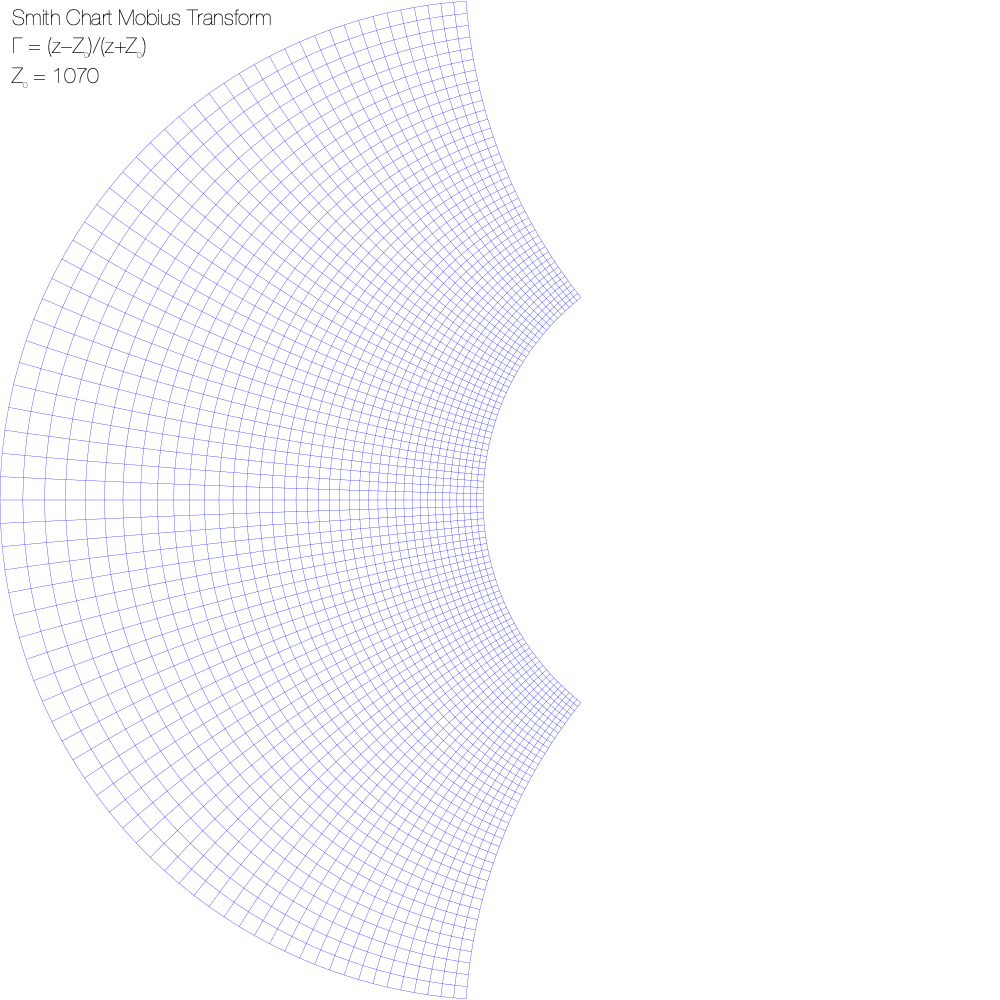 Smith Chart Mobius Transform
Γ = (z−Z₀)/(z+Z₀)
Z₀ = 1070